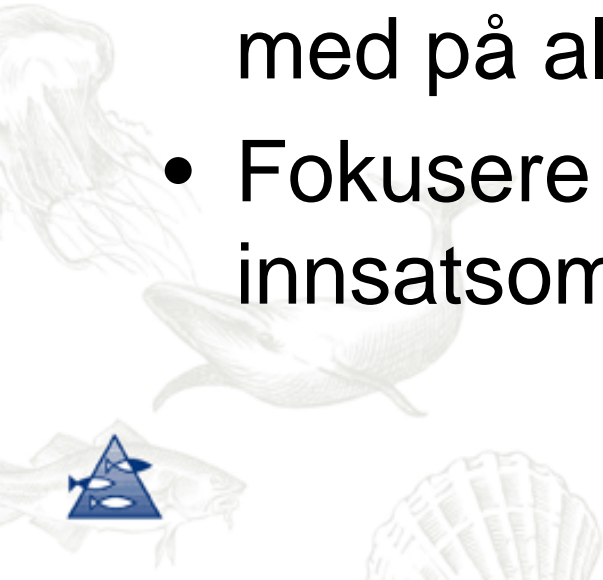 med på al
• Fokusere
innsatsom